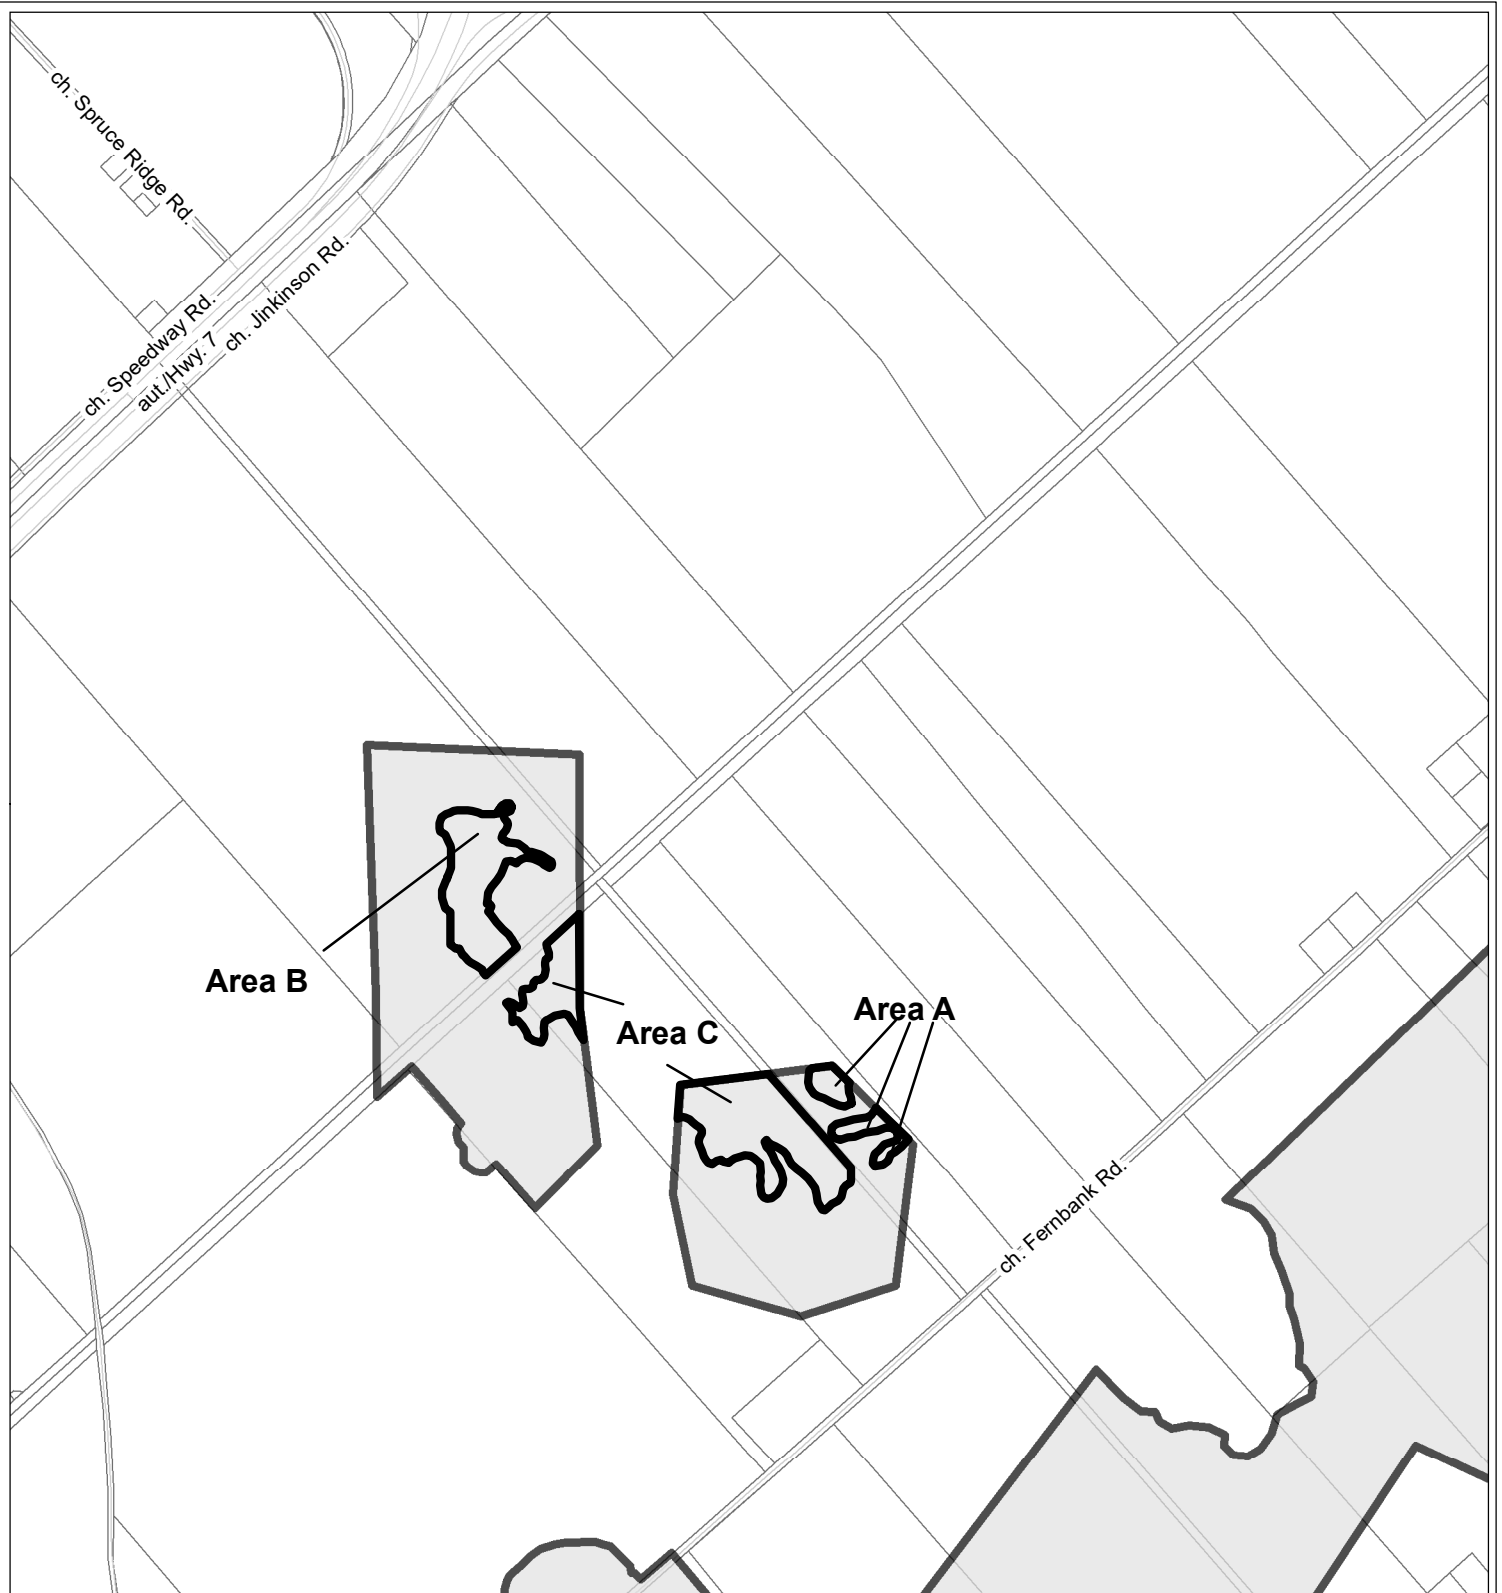 ch. Spruce Ridge Rd.
ch. Speedway Rd.
aut./Hwy. 7
ch. Jinkinson Rd.
Area B
Area C
Area A
ch. Fernbank Rd.